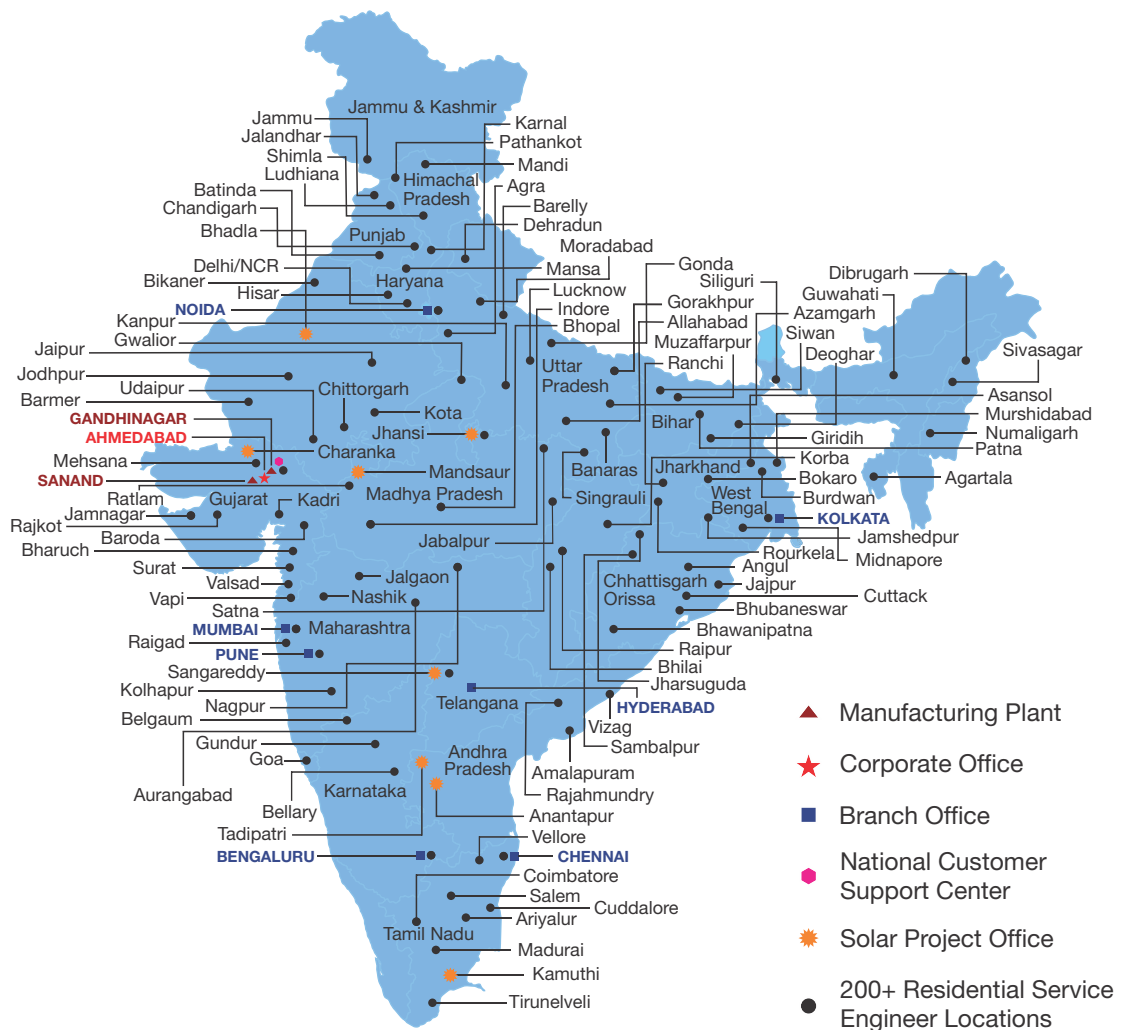 Jammu & Kashmir
Jammu
Karnal
Jalandhar
Pathankot
Shimla
Mandi
Ludhiana
Himachal
Pradesh
Agra
Batinda
Barelly
Chandigarh
Dehradun
Bhadla
Punjab
Moradabad
Delhi/NCR
Mansa
Gonda
Dibrugarh
Bikaner
Haryana
Siliguri
Hisar
Lucknow
Guwahati
NOIDA
Indore
Gorakhpur
Azamgarh
Kanpur
Bhopal
Allahabad
Siwan
Gwalior
Muzaffarpur
Sivasagar
Jaipur
Uttar
Pradesh
Ranchi
Deoghar
Jodhpur
Udaipur
Chittorgarh
Asansol
Barmer
Kota
Murshidabad
GANDHINAGAR
Bihar
Numaligarh
AHMEDABAD
Jhansi
Giridih
Patna
Charanka
Mehsana
Banaras
Jharkhand
Korba
SANAND
Mandsaur
Bokaro
Agartala
Ratlam
Gujarat
Kadri
Madhya Pradesh
Singrauli
West
Bengal
Burdwan
Jamnagar
KOLKATA
Rajkot
Baroda
Jabalpur
Jamshedpur
Bharuch
Rourkela
Midnapore
Surat
Angul
Valsad
Jalgaon
Chhattisgarh
Jajpur
Vapi
Nashik
Orissa
Cuttack
Satna
Bhubaneswar
MUMBAI
Maharashtra
Bhawanipatna
Raigad
PUNE
Raipur
Sangareddy
Bhilai
Kolhapur
Jharsuguda
Nagpur
Telangana
HYDERABAD
Belgaum
Vizag
Gundur
Sambalpur
Goa
Andhra
Pradesh
Amalapuram
Aurangabad
Karnataka
Rajahmundry
Bellary
Anantapur
Tadipatri
Vellore
BENGALURU
CHENNAI
Coimbatore
Salem
Cuddalore
Ariyalur
Tamil Nadu
Madurai
Kamuthi
Tirunelveli
Manufacturing Plant
Corporate Office
Branch Office
National Customer
Support Center
Solar Project Office
200+ Residential Service
Engineer Locations